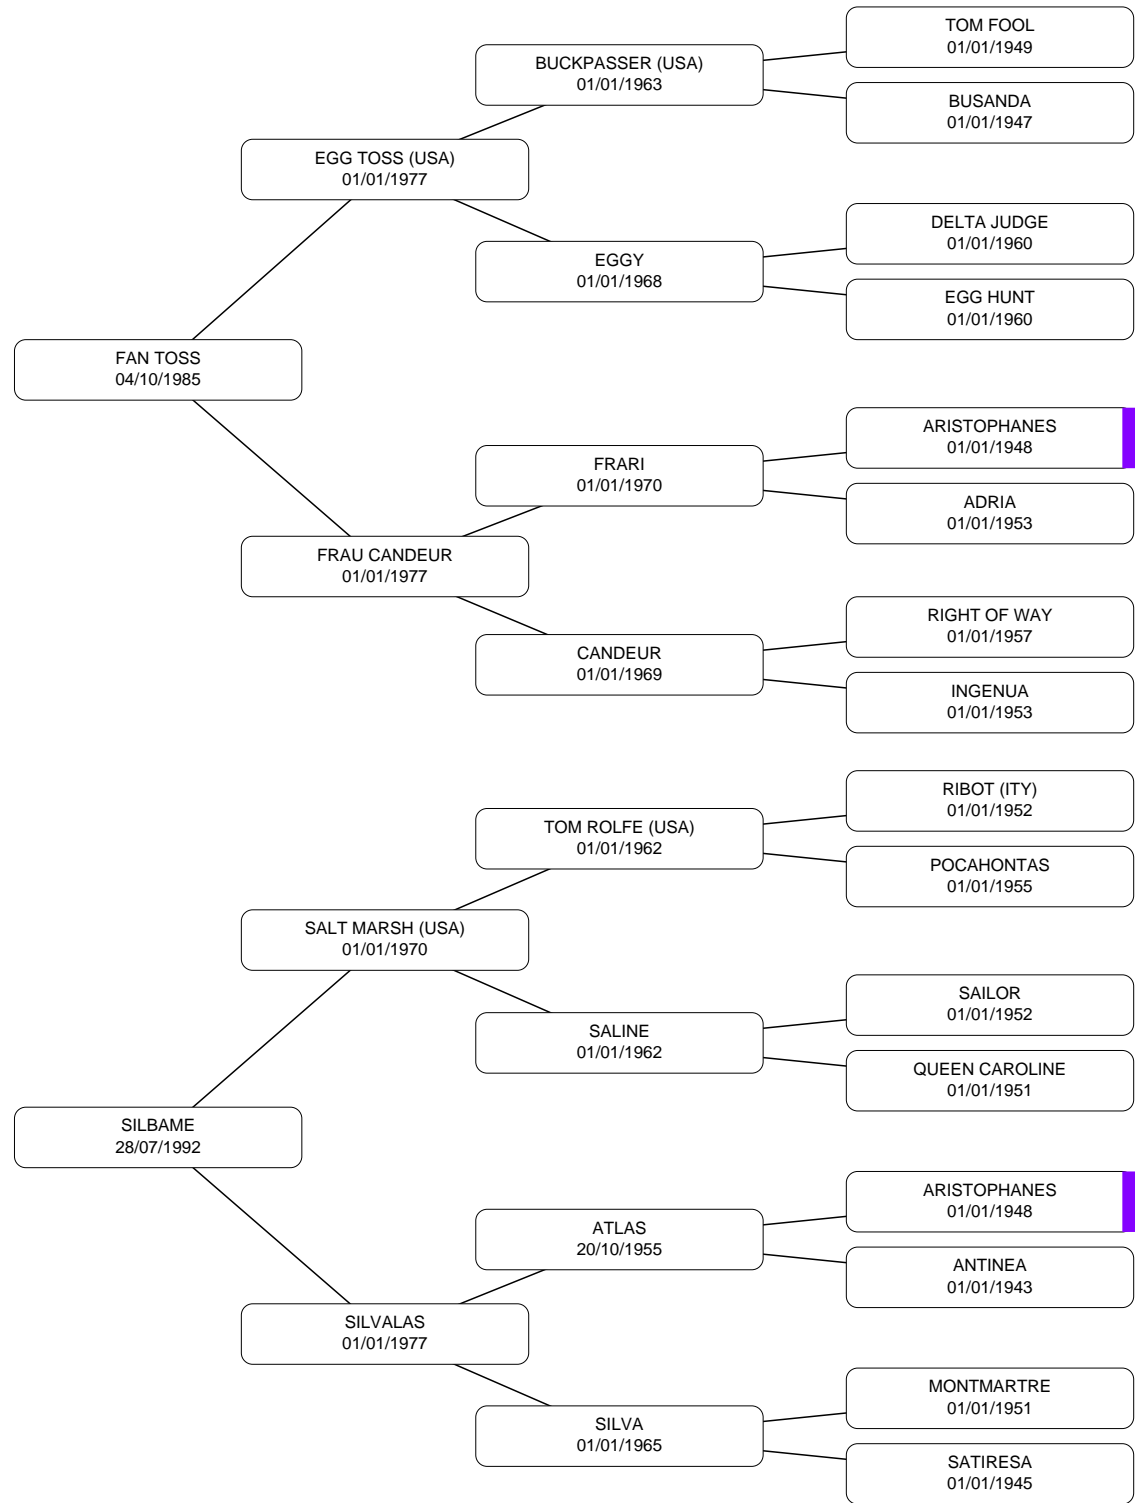 TOM FOOL
01/01/1949
BUCKPASSER (USA)
01/01/1963
BUSANDA
01/01/1947
EGG TOSS (USA)
01/01/1977
DELTA JUDGE
01/01/1960
EGGY
01/01/1968
EGG HUNT
01/01/1960
FAN TOSS
04/10/1985
ARISTOPHANES
01/01/1948
FRARI
01/01/1970
ADRIA
01/01/1953
FRAU CANDEUR
01/01/1977
RIGHT OF WAY
01/01/1957
CANDEUR
01/01/1969
INGENUA
01/01/1953
RIBOT (ITY)
01/01/1952
TOM ROLFE (USA)
01/01/1962
POCAHONTAS
01/01/1955
SALT MARSH (USA)
01/01/1970
SAILOR
01/01/1952
SALINE
01/01/1962
QUEEN CAROLINE
01/01/1951
SILBAME
28/07/1992
ARISTOPHANES
01/01/1948
ATLAS
20/10/1955
ANTINEA
01/01/1943
SILVALAS
01/01/1977
MONTMARTRE
01/01/1951
SILVA
01/01/1965
SATIRESA
01/01/1945